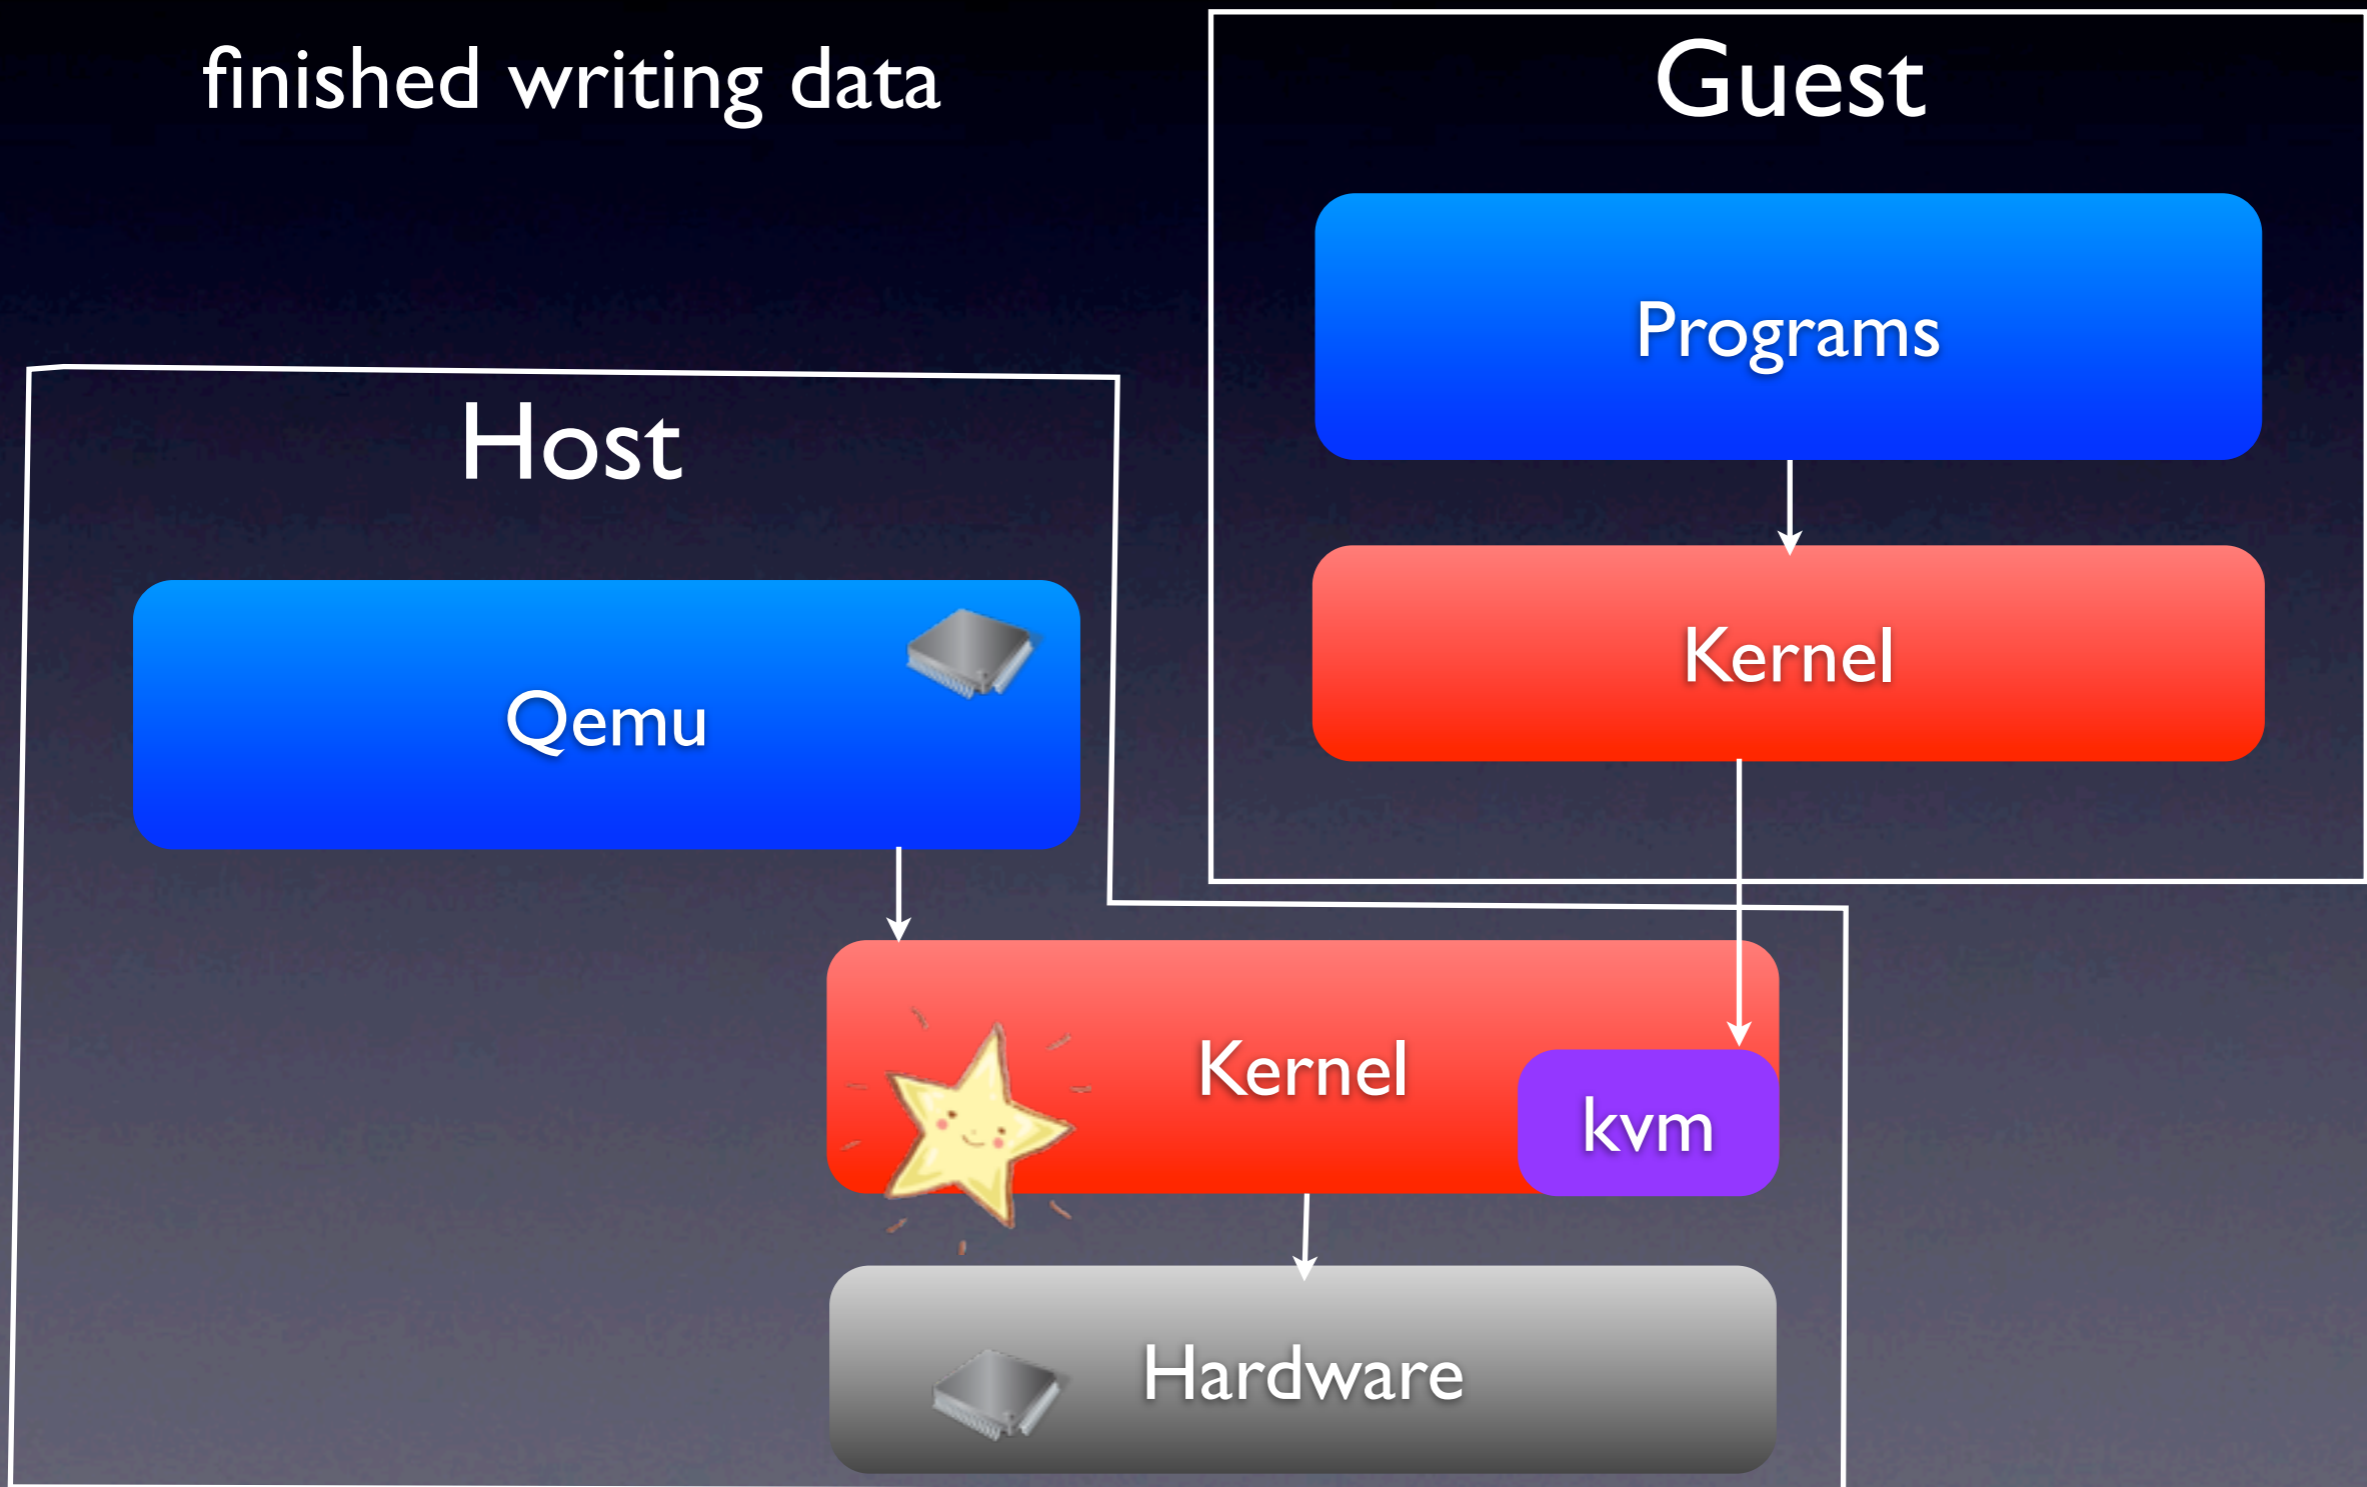 finished writing data
Guest
Programs
Host
Kernel
Qemu
Kernel
kvm
Hardware